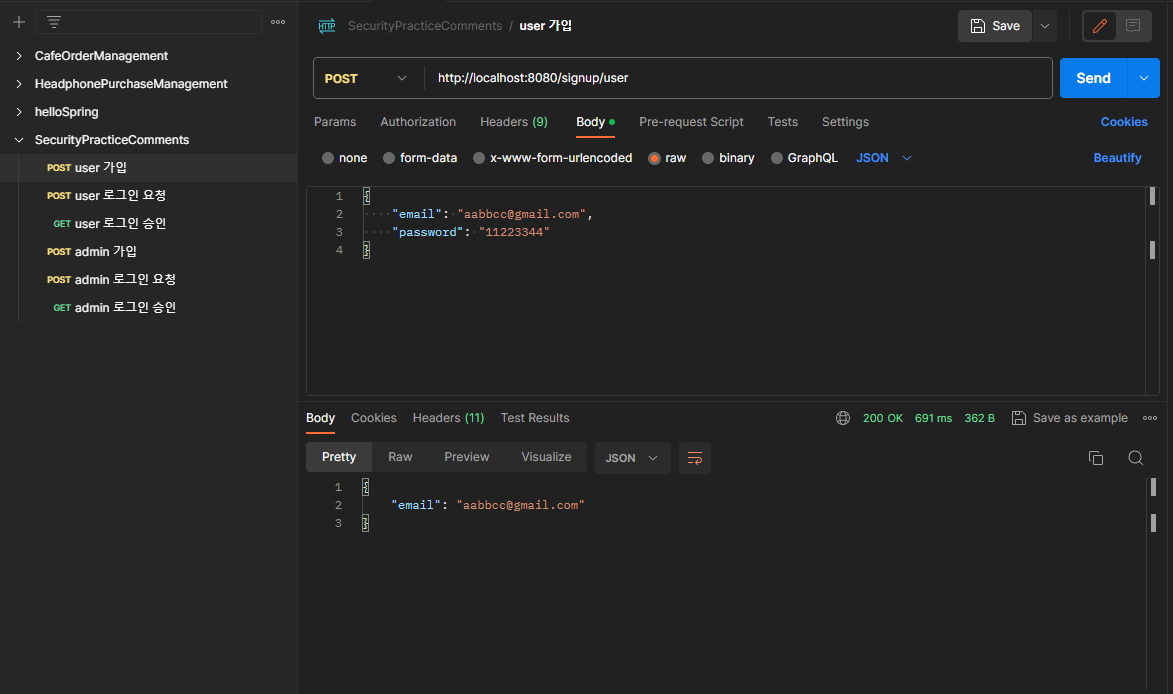 CafeOrderManagement
HeadphonePurchaseManagement
helloSpring
SecurityPracticeComments
POST user 가입
POST user 로그인 요청
GET user 로그인 승인
POST admin 가입
POST admin 로그인 요청
GET admin 로그인 승인
HTTP SecurityPracticeComments / user 가입
Save
POST http://localhost:8080/signup/user
Send
Params Authorization Headers (9) Body Pre-request Script Tests Settings Cookies
none form-data x-www-form-urlencoded raw binary GraphQL JSON Beautify
1 {
2 "email": "aabbcc@gmail.com",
3 "password": "11223344"
4 }
Body Cookies Headers (11) Test Results 200 OK 691 ms 362 B Save as example
Pretty Raw Preview Visualize JSON
1 {
2 "email": "aabbcc@gmail.com"
3 }